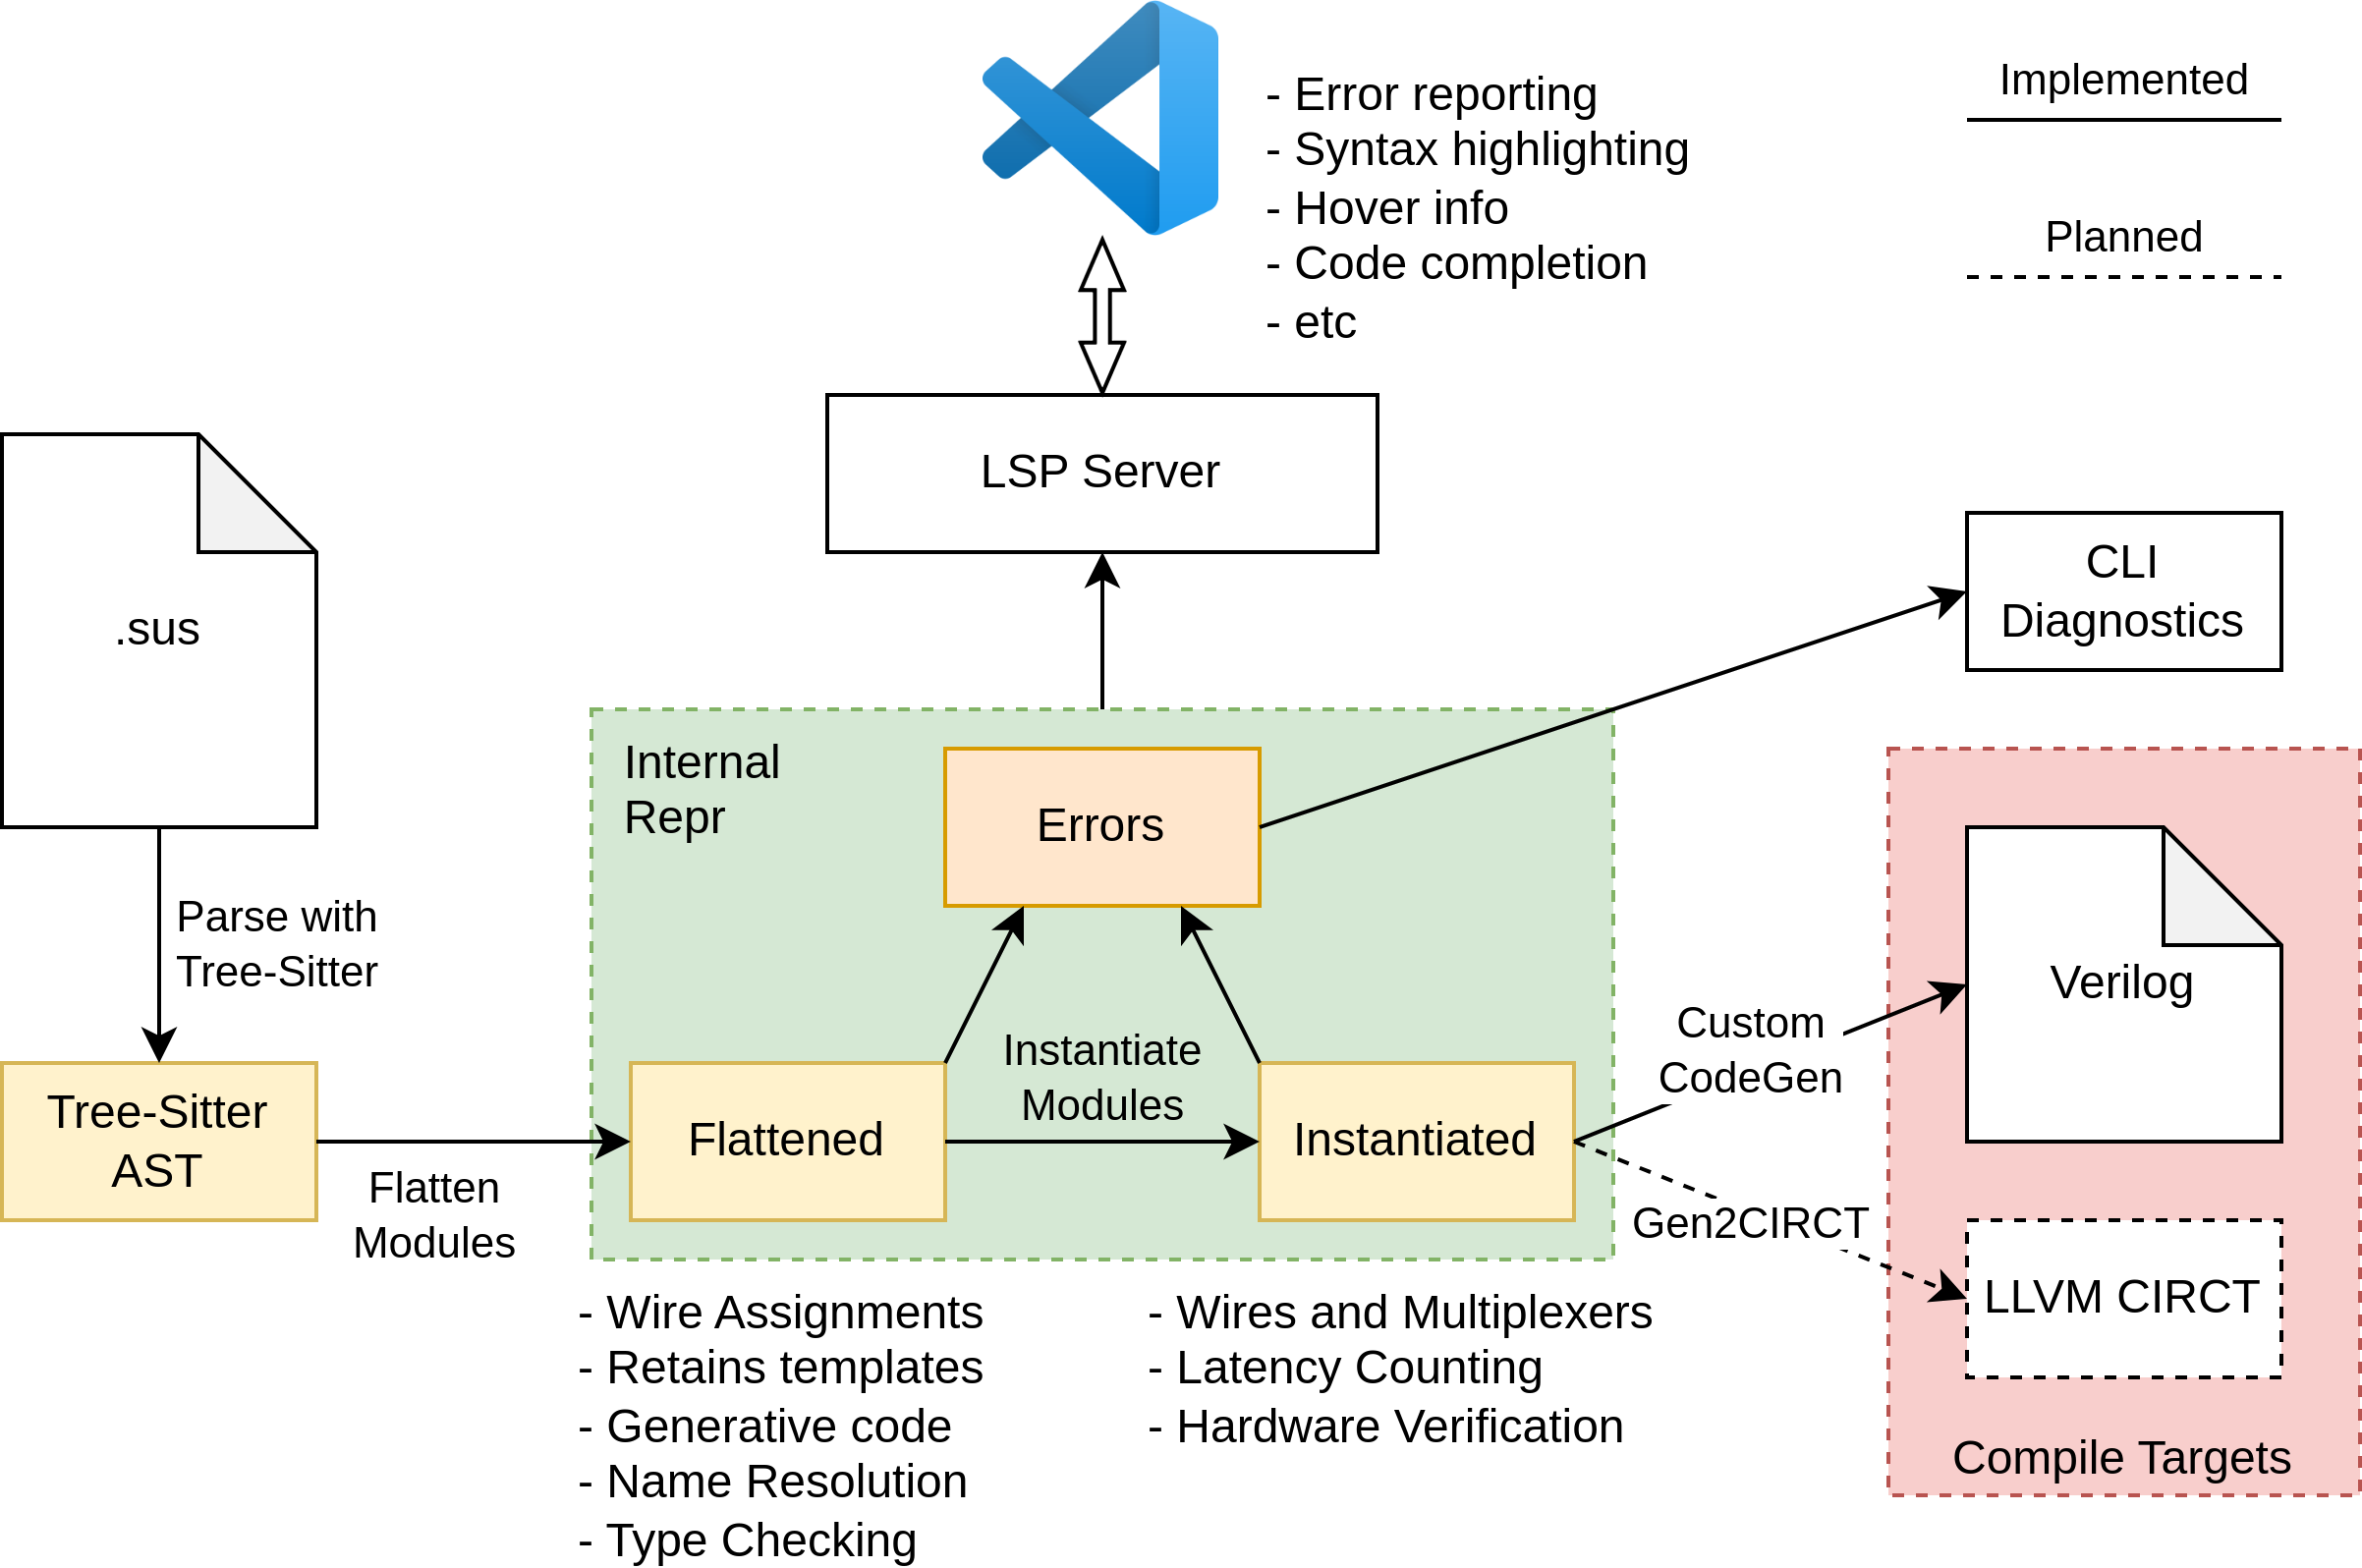 - Error reporting
- Syntax highlighting
- Hover info
- Code completion
- etc
Implemented
Planned
LSP Server
.sus
CLI
Diagnostics
Internal
Repr
Errors
Parse with
Tree-Sitter
Tree-Sitter
AST
Flatten
Modules
Flattened
Instantiate
Modules
Instantiated
Custom
CodeGen
Gen2CIRCT
Verilog
LLVM CIRCT
Compile Targets
- Wire Assignments
- Retains templates
- Generative code
- Name Resolution
- Type Checking
- Wires and Multiplexers
- Latency Counting
- Hardware Verification